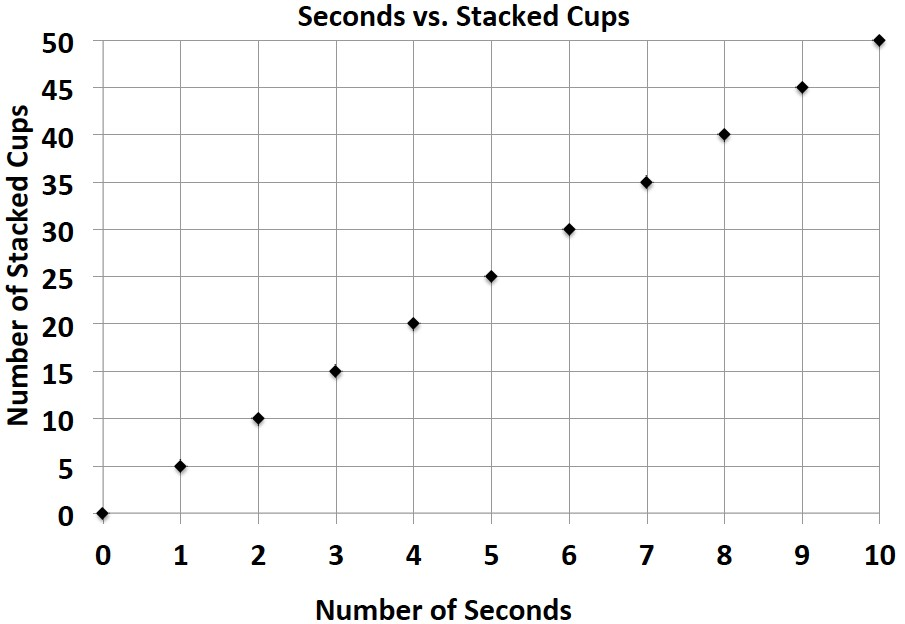 Seconds vs. Stacked Cups
Number of Stacked Cups
50
45
40
35
30
25
20
15
10
5
0
0 1 2 3 4 5 6 7 8 9 10
Number of Seconds